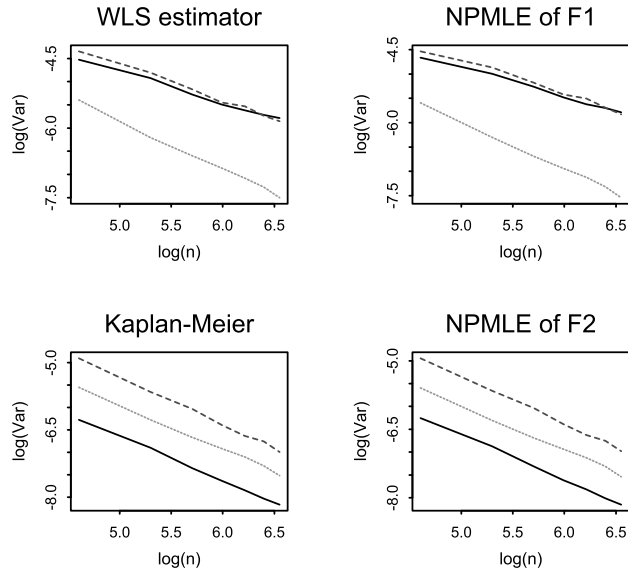 WLS estimator
NPMLE of F1
log(Var)
-4.5
-6.0
-7.5
5.0 5.5 6.0 6.5
log(n)
log(Var)
-4.5
-6.0
-7.5
5.0 5.5 6.0 6.5
log(n)
Kaplan-Meier
NPMLE of F2
log(Var)
-5.0
-6.5
-8.0
5.0 5.5 6.0 6.5
log(n)
log(Var)
-5.0
-6.5
-8.0
5.0 5.5 6.0 6.5
log(n)